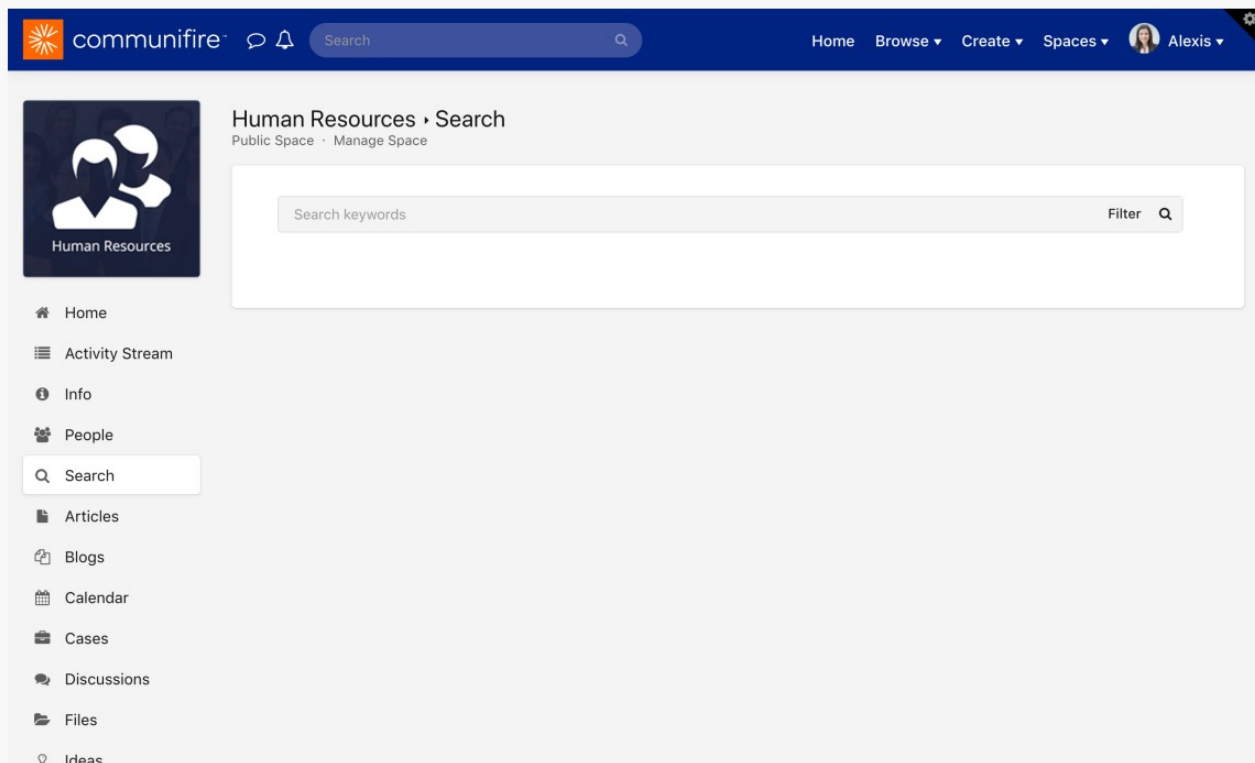 communifire
Search
Home Browse ▾ Create ▾ Spaces ▾ Alexis ▾
Human Resources
Human Resources ▸ Search
Public Space · Manage Space
Search keywords
Filter
Home
Activity Stream
Info
People
Search
Articles
Blogs
Calendar
Cases
Discussions
Files
Ideas